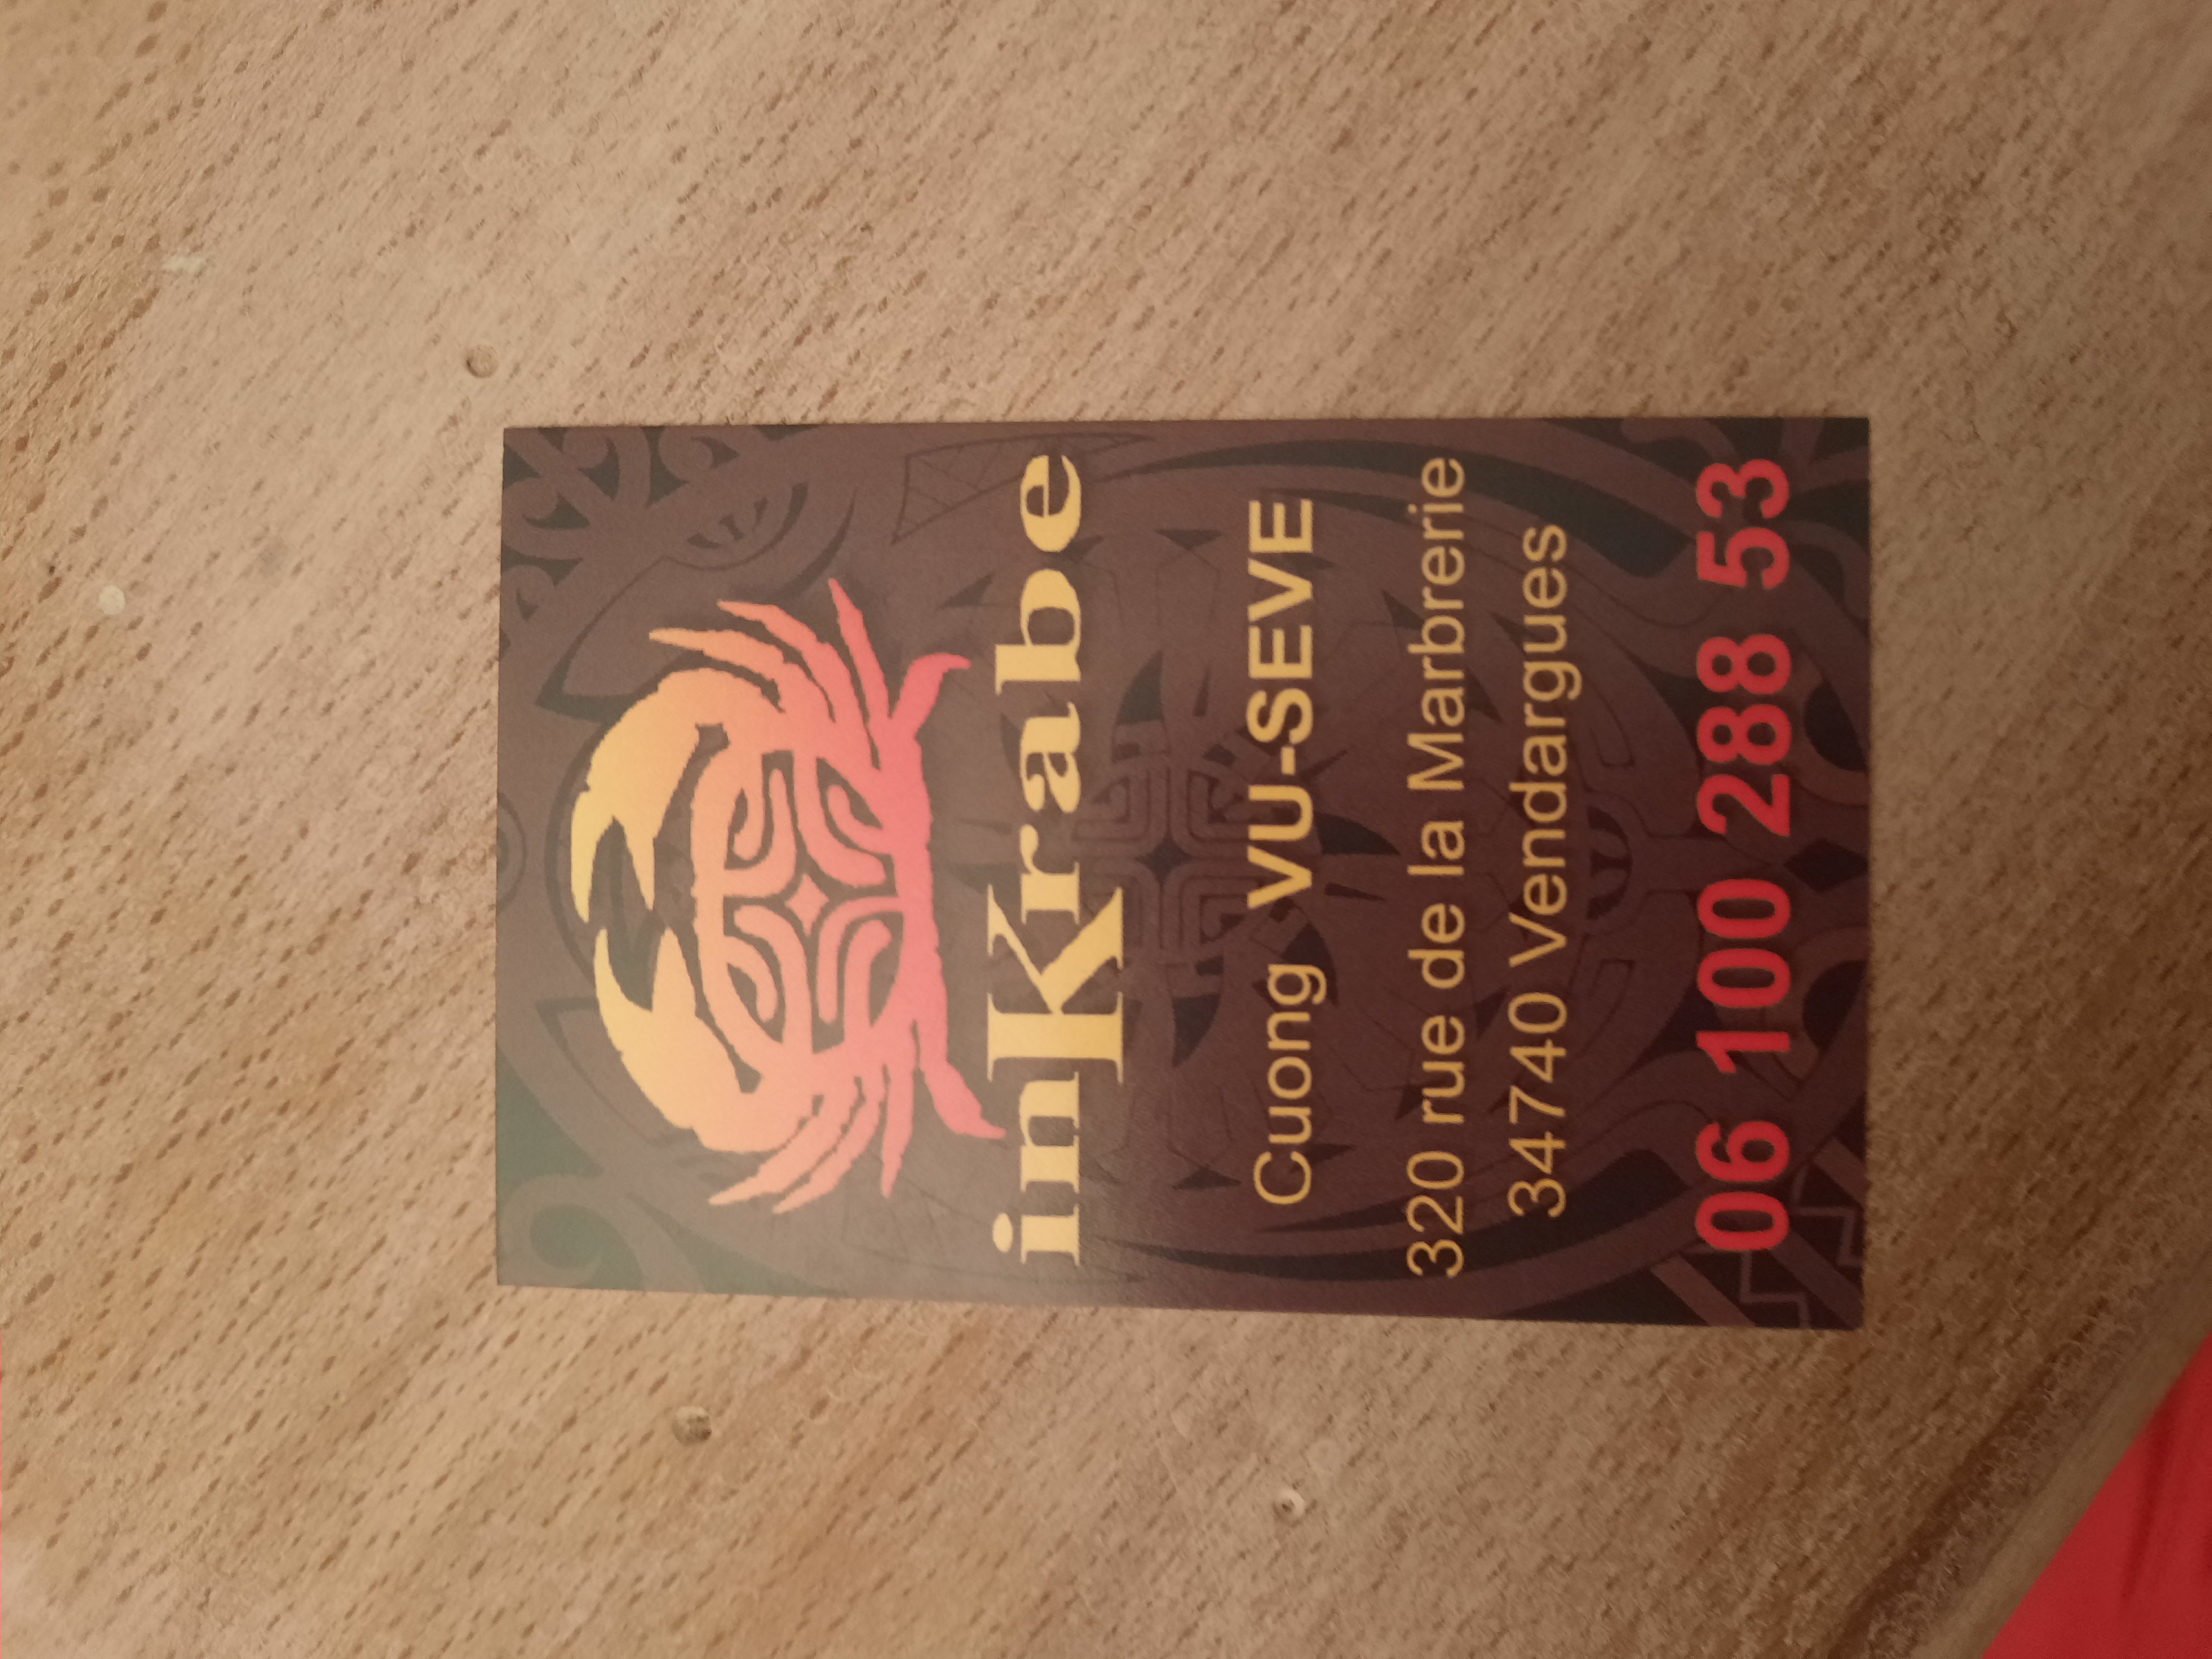 inKrabe
Cuong VU-SEVE
320 rue de la Marbrerie
34740 Vendargues
06 100 288 53